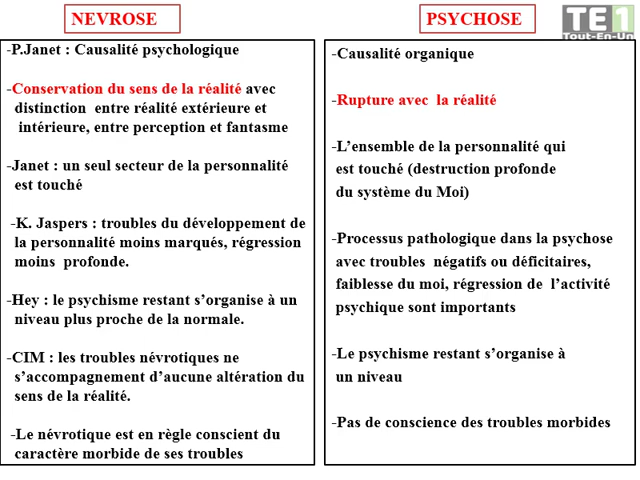 NEVROSE
-P.Janet : Causalité psychologique
-Conservation du sens de la réalité avec
distinction entre réalité extérieure et
intérieure, entre perception et fantasme
-Janet : un seul secteur de la personnalité
est touché
-K. Jaspers : troubles du développement de
la personnalité moins marqués, régression
moins profonde.
-Hey : le psychisme restant s’organise à un
niveau plus proche de la normale.
-CIM : les troubles névrotiques ne
s’accompagnent d’aucune altération du
sens de la réalité.
-Le névrotique est en règle conscient du
caractère morbide de ses troubles
PSYCHOSE
TE1
Tout-En-Un
-Causalité organique
-Rupture avec la réalité
-L’ensemble de la personnalité qui
est touché (destruction profonde
du système du Moi)
-Processus pathologique dans la psychose
avec troubles négatifs ou déficitaires,
faiblesse du moi, régression de l’activité
psychique sont importants
-Le psychisme restant s’organise à
un niveau
-Pas de conscience des troubles morbides